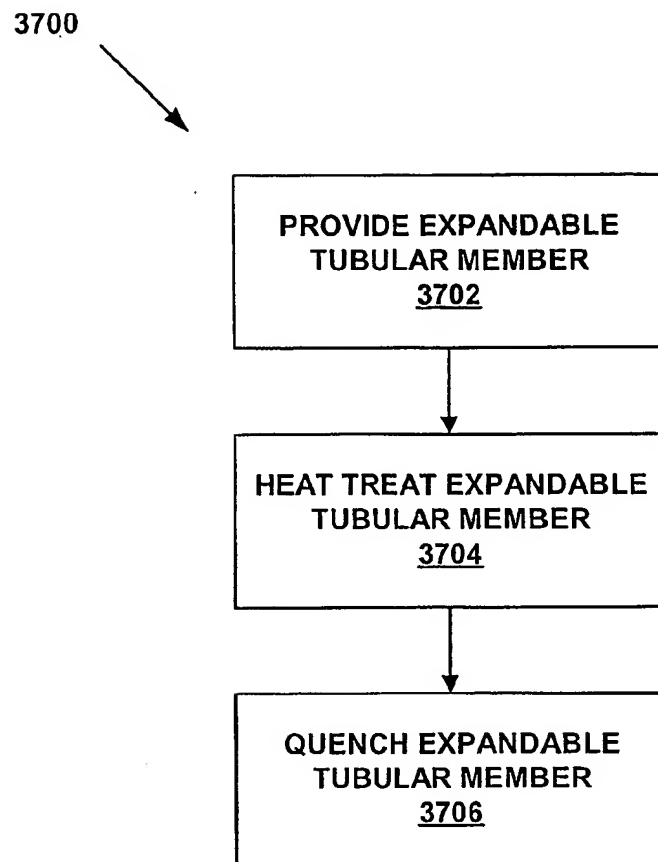 3700
PROVIDE EXPANDABLE
TUBULAR MEMBER
3702
HEAT TREAT EXPANDABLE
TUBULAR MEMBER
3704
QUENCH EXPANDABLE
TUBULAR MEMBER
3706